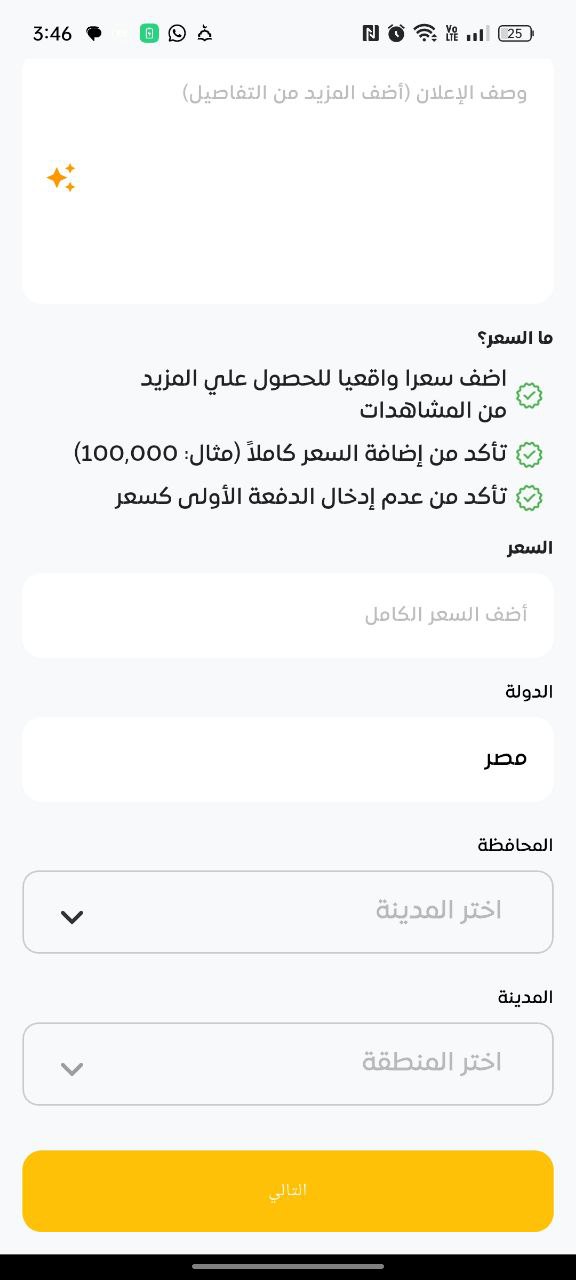 3:46
Vo
LTE
25
وصف الإعلان (أضف المزيد من التفاصيل)
ما السعر؟
اضف سعرا واقعيا للحصول علي المزيد
من المشاهدات
تأكد من إضافة السعر كاملاً (مثال: 100,000)
تأكد من عدم إدخال الدفعة الأولى كسعر
السعر
أضف السعر الكامل
الدولة
مصر
المحافظة
اختر المدينة
المدينة
اختر المنطقة
التالي